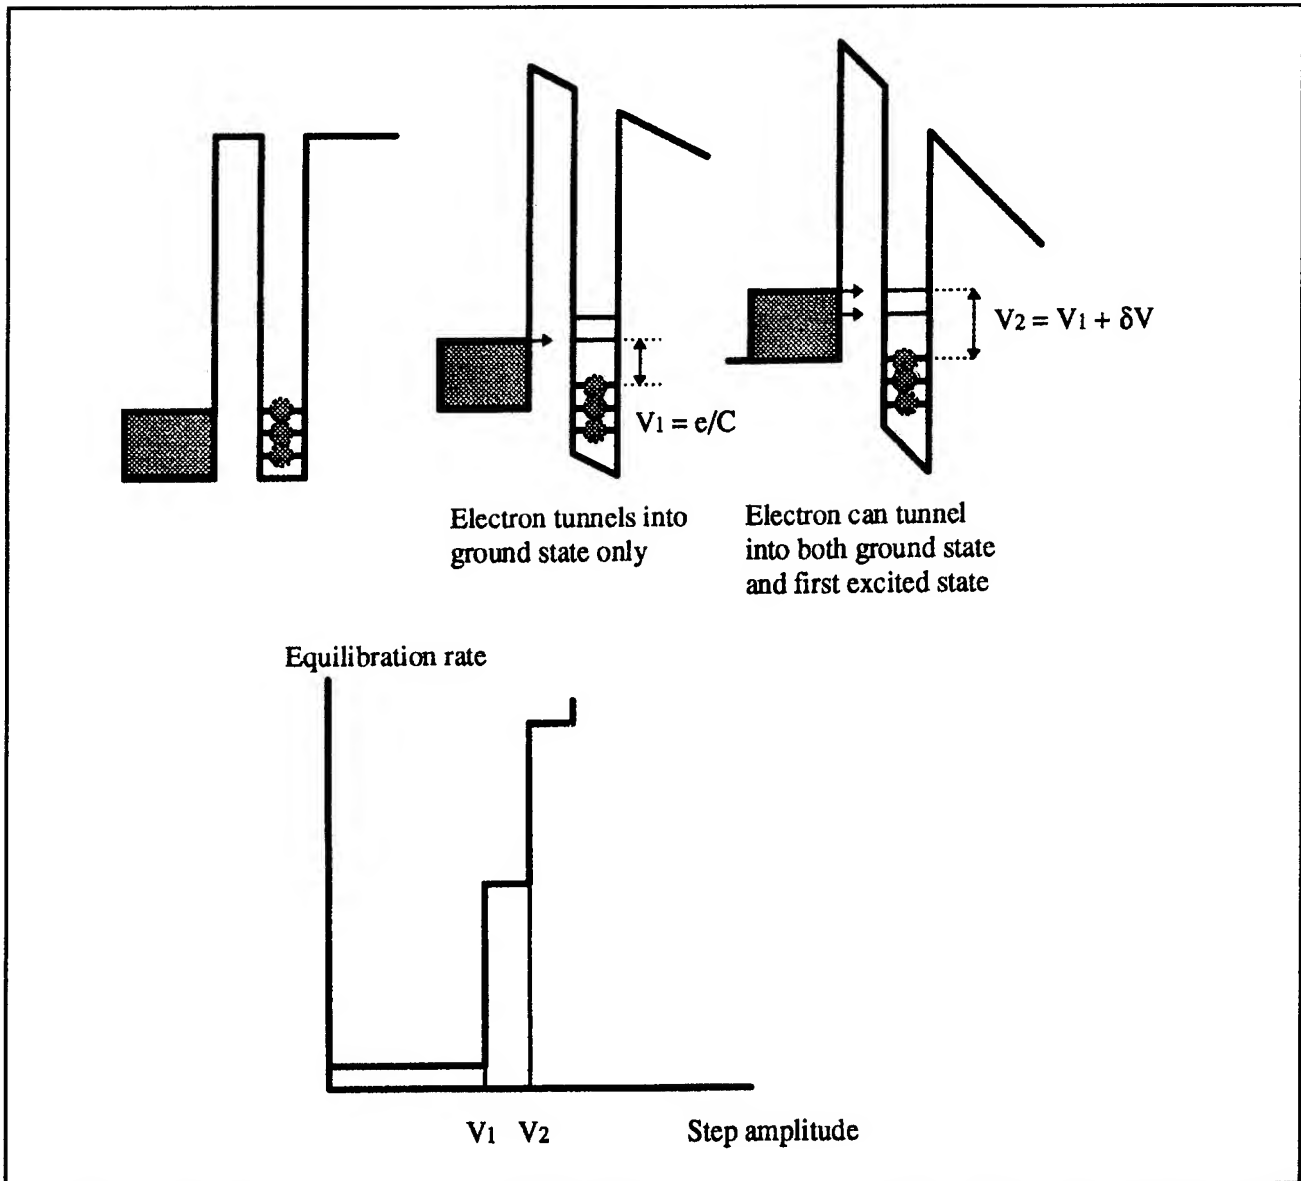 V2 = V1 + δV
V1 = e/C
Electron tunnels into
ground state only
Electron can tunnel
into both ground state
and first excited state
Equilibration rate
V1 V2 Step amplitude